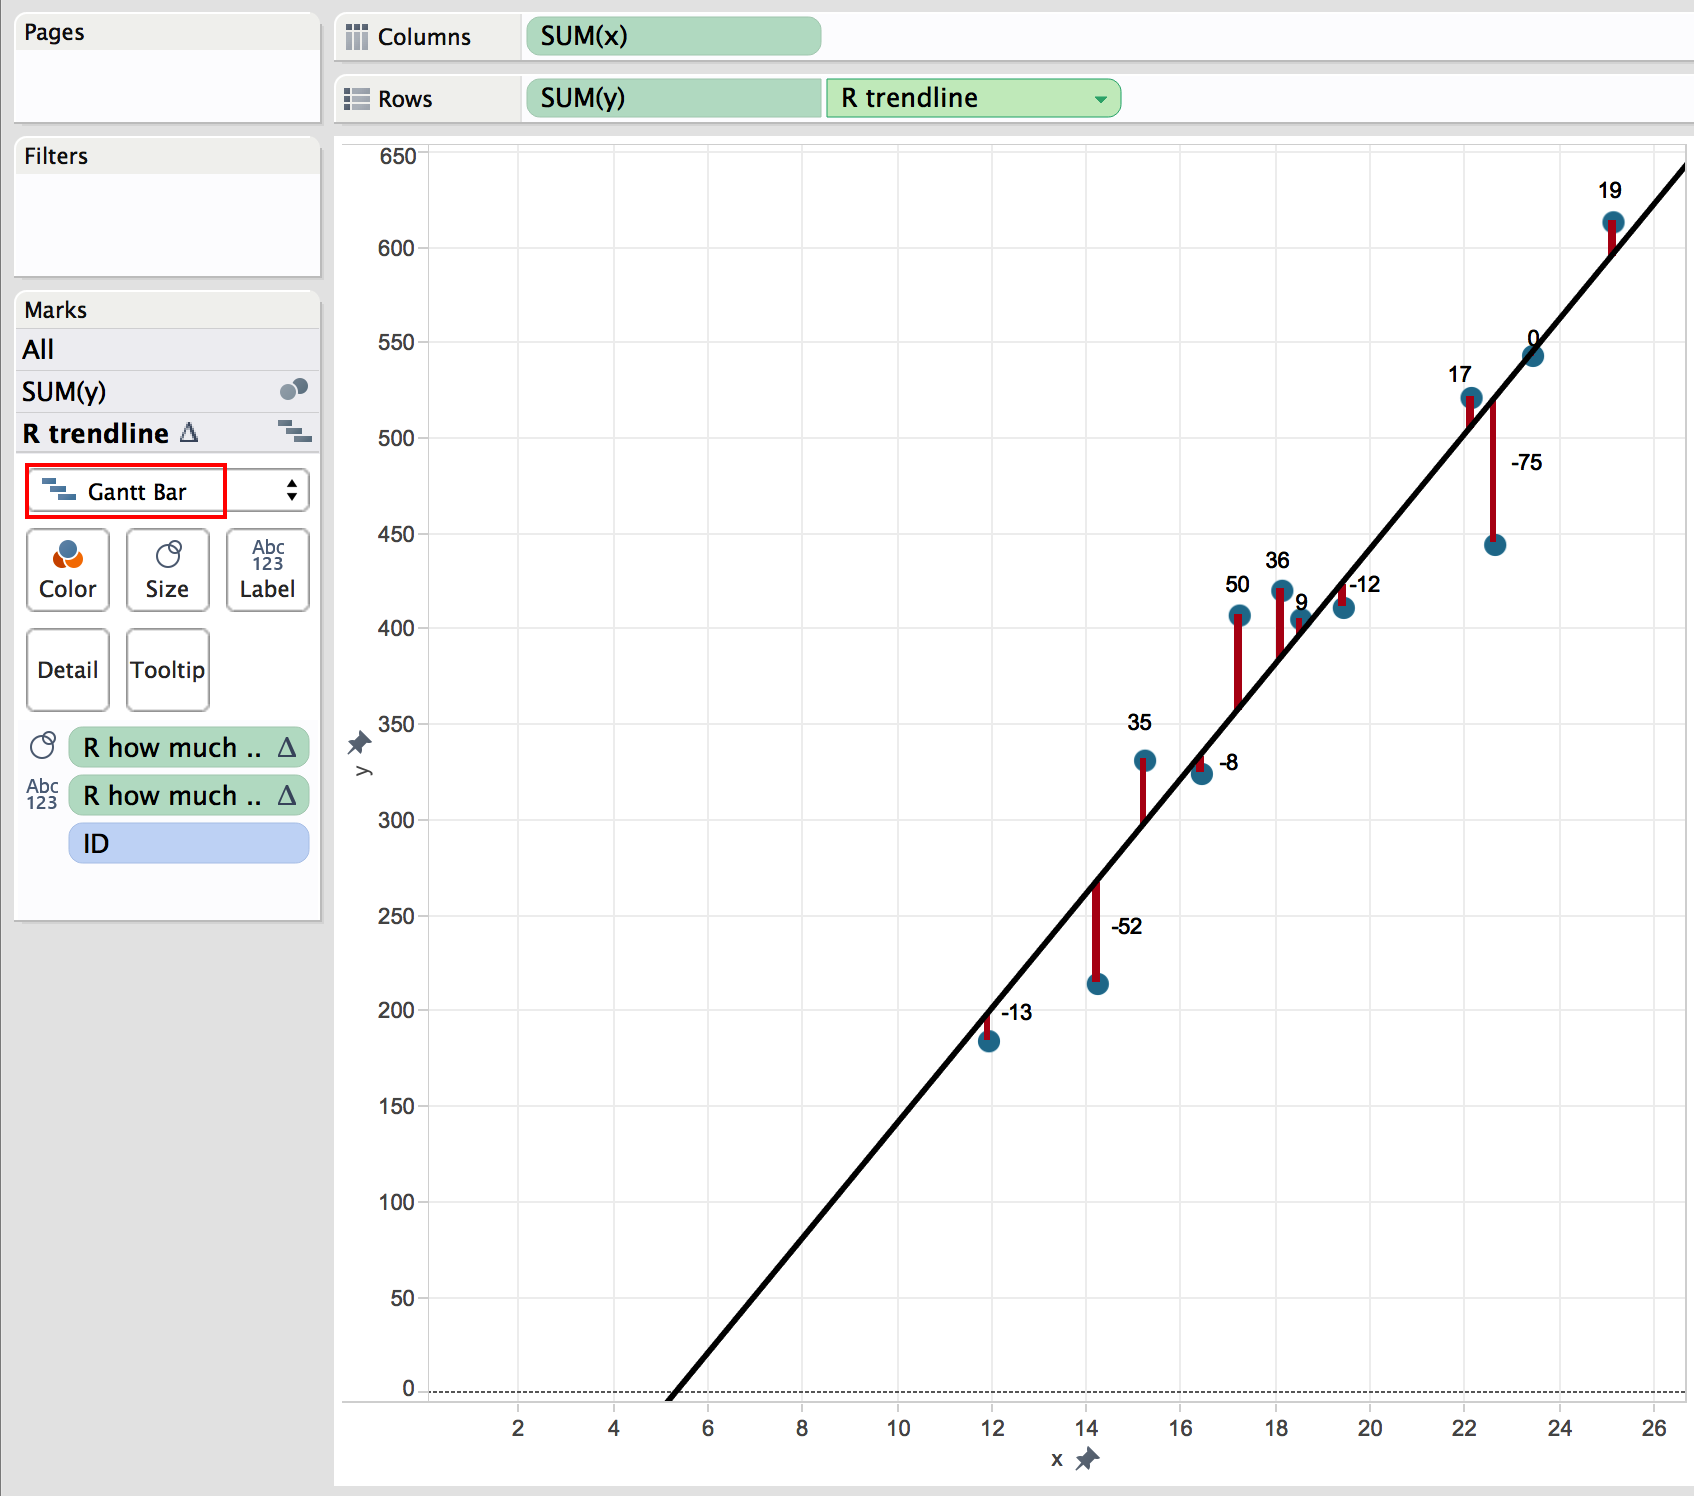 Pages
Columns
SUM(x)
Rows
SUM(y)
R trendline
Filters
Marks
All
SUM(y)
R trendline Δ
Gantt Bar
Color
Size
Abc
123
Label
Detail
Tooltip
R how much .. Δ
Abc
123
R how much .. Δ
ID
650
600
550
500
450
400
350
300
250
200
150
100
50
0
y
19
0
17
-75
36
50
9
-12
35
-8
-52
-13
2
4
6
8
10
12
14
16
18
20
22
24
26
x